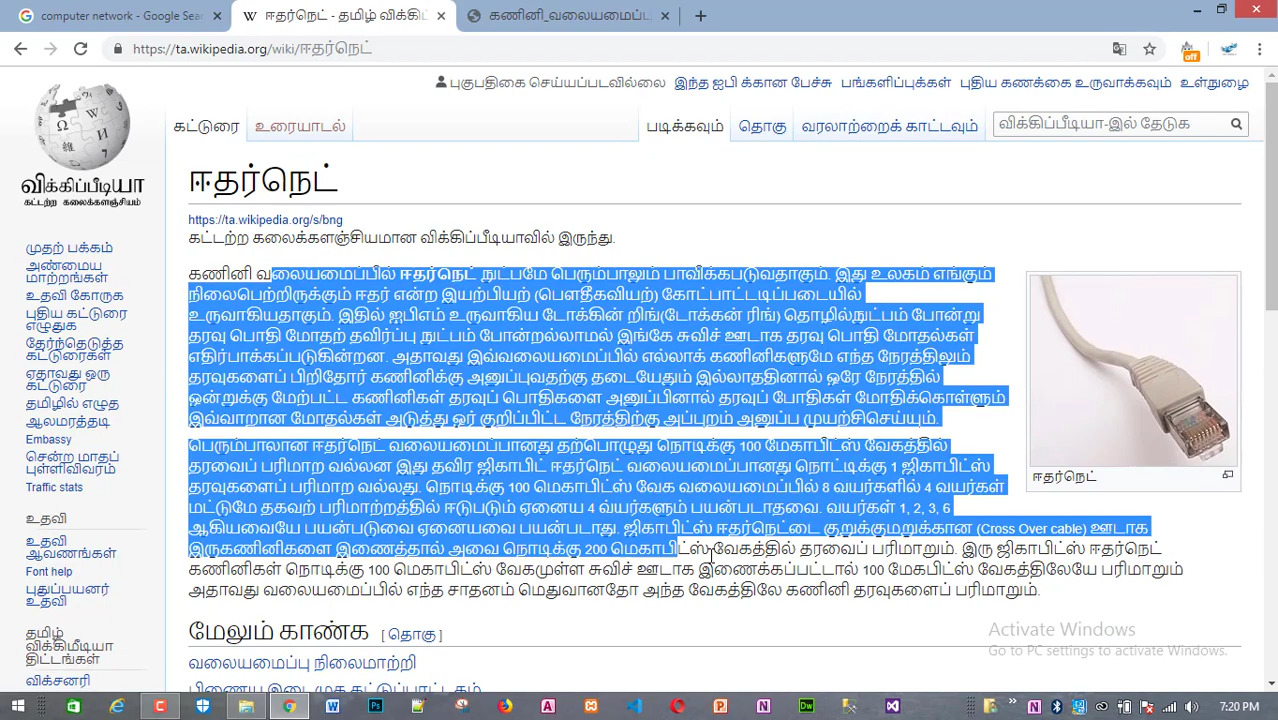 computer network - Google Sea
ஈதர்நெட் - தமிழ் விக்கிப்
கணினி_வலையமைப்பு
https://ta.wikipedia.org/wiki/ஈதர்நெட்
off
புகுபதிகை செய்யப்படவில்லை இந்த ஐபி க்கான பேச்சு பங்களிப்புக்கள் புதிய கணக்கை உருவாக்கவும் உள்நுழை
கட்டுரை உரையாடல் படிக்கவும் தொகு வரலாற்றைக் காட்டவும் விக்கிப்பீடியா-இல் தேடுக
விக்கிப்பீடியா
கட்டற்ற கலைக்களஞ்சியம்
முதற் பக்கம்
அண்மைய மாற்றங்கள்
உதவி கோருக
புதிய கட்டுரை எழுதுக
தேர்ந்தெடுத்த கட்டுரைகள்
ஏதாவது ஒரு கட்டுரை
தமிழில் எழுத
ஆலமரத்தடி
Embassy
சென்ற மாதப் புள்ளிவிவரம்
Traffic stats
உதவி
உதவி ஆவணங்கள்
Font help
புதுப்பயனர் உதவி
தமிழ் விக்கிமீடியா திட்டங்கள்
விக்சனரி
ஈதர்நெட்
https://ta.wikipedia.org/s/bng
கட்டற்ற கலைக்களஞ்சியமான விக்கிப்பீடியாவில் இருந்து.
கணினி வலையமைப்பில் ஈதர்நெட் நுட்பமே பெரும்பாலும் பாவிக்கபடுவதாகும். இது உலகம் எங்கும்
நிலைபெற்றிருக்கும் ஈதர் என்ற இயற்பியற் (பௌதீகவியற்) கோட்பாட்டடிப்படையில்
உருவாகியதாகும். இதில் ஐபிஎம் உருவாகிய டோக்கின் றிங்(டோக்கன் ரிங்) தொழில்நுட்பம் போன்று
தரவு பொதி மோதற் தவிர்ப்பு நுட்பம் போன்றல்லாமல் இங்கே சுவிச் ஊடாக தரவு பொதி மோதல்கள்
எதிர்பாக்கப்படுகின்றன. அதாவது இவ்வலையமைப்பில் எல்லாக் கணினிகளுமே எந்த நேரத்திலும்
தரவுகளைப் பிறிதோர் கணினிக்கு அனுப்புவதற்கு தடையேதும் இல்லாததினால் ஒரே நேரத்தில்
ஒன்றுக்கு மேற்பட்ட கணினிகள் தரவுப் பொதிகளை அனுப்பினால் தரவுப் போதிகள் மோதிக்கொள்ளும்
இவ்வாறான மோதல்கள் அடுத்து ஓர் குறிப்பிட்ட நேரத்திற்கு அப்புறம் அனுப்ப முயற்சிசெய்யும்.
பெரும்பாலான ஈதர்நெட் வலையமைப்பானது தற்பொழுது நொடிக்கு 100 மேகாபிட்ஸ் வேகத்தில்
தரவைப் பரிமாற வல்லன இது தவிர ஜிகாபிட் ஈதர்நெட் வலையமைப்பானது நொட்டிக்கு 1 ஜிகாபிட்ஸ்
தரவுகளைப் பரிமாற வல்லது. நொடிக்கு 100 மெகாபிட்ஸ் வேக வலையமைப்பில் 8 வயர்களில் 4 வயர்கள்
மட்டுமே தகவற் பரிமாற்றத்தில் ஈடுபடும் ஏனைய 4 வ்யர்களும் பயன்படாதவை. வயர்கள் 1, 2, 3, 6
ஆகியவையே பயன்படுவை ஏனையவை பயன்படாது. ஜிகாபிட்ஸ் ஈதர்நெட்டை குறுக்குமறுக்கான (Cross Over cable) ஊடாக
இருகணினிகளை இணைத்தால் அவை நொடிக்கு 200 மெகாபிட்ஸ் வேகத்தில் தரவைப் பரிமாறும். இரு ஜிகாபிட்ஸ் ஈதர்நெட்
கணினிகள் நொடிக்கு 100 மெகாபிட்ஸ் வேகமுள்ள சுவிச் ஊடாக இணைக்கப்பட்டால் 100 மேகபிட்ஸ் வேகத்திலேயே பரிமாறும்
அதாவது வலையமைப்பில் எந்த சாதனம் மெதுவானதோ அந்த வேகத்திலே கணினி தரவுகளைப் பரிமாறும்.
ஈதர்நெட்
மேலும் காண்க [ தொகு ]
வலையமைப்பு நிலைமாற்றி
பிணைய இடைமுக கட்டுப்பாட்டகம்
Activate Windows
Go to PC settings to activate Windows.
7:20 PM